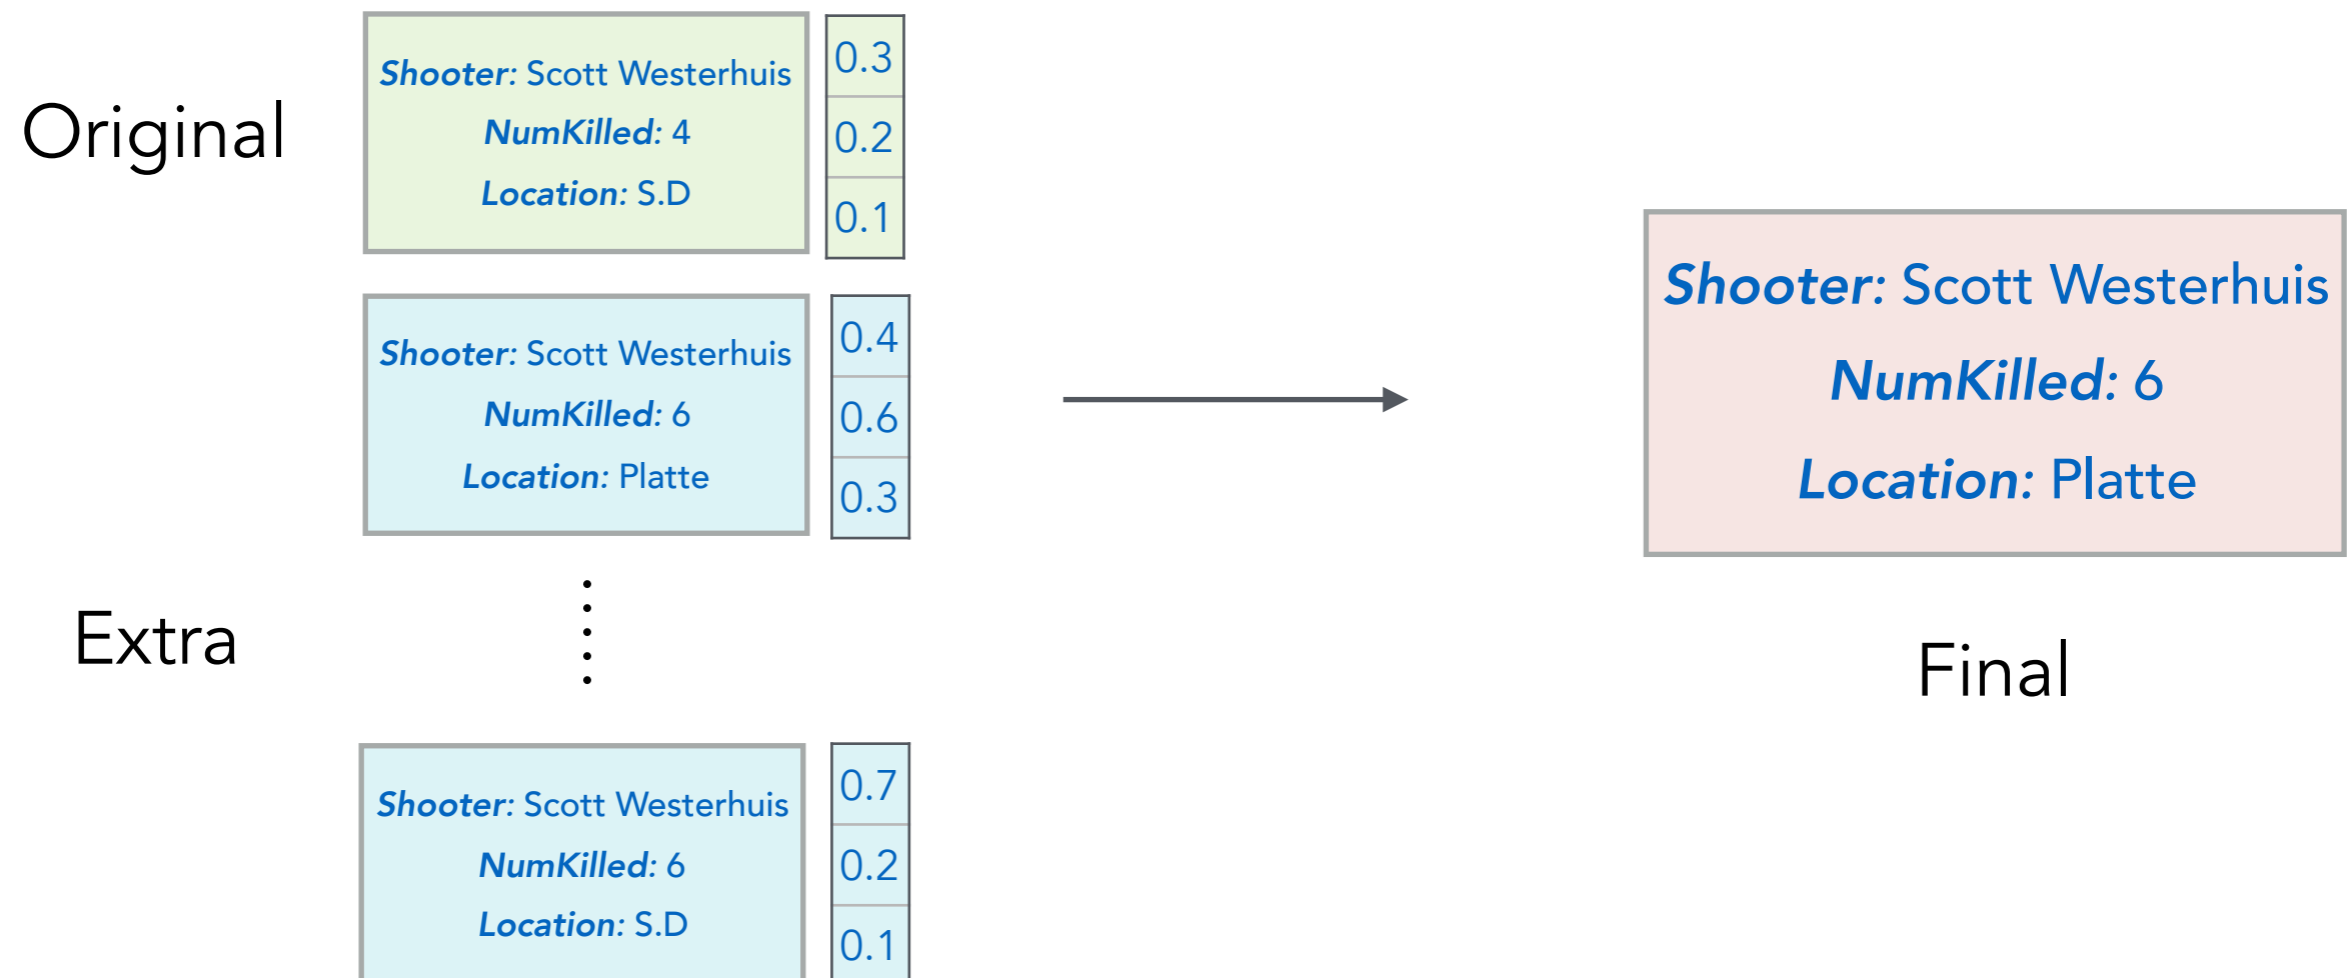 Original
Shooter: Scott Westerhuis
NumKilled: 4
Location: S.D
0.3
0.2
0.1
Shooter: Scott Westerhuis
NumKilled: 6
Location: Platte
0.4
0.6
0.3
Extra
Shooter: Scott Westerhuis
NumKilled: 6
Location: S.D
0.7
0.2
0.1
Shooter: Scott Westerhuis
NumKilled: 6
Location: Platte
Final